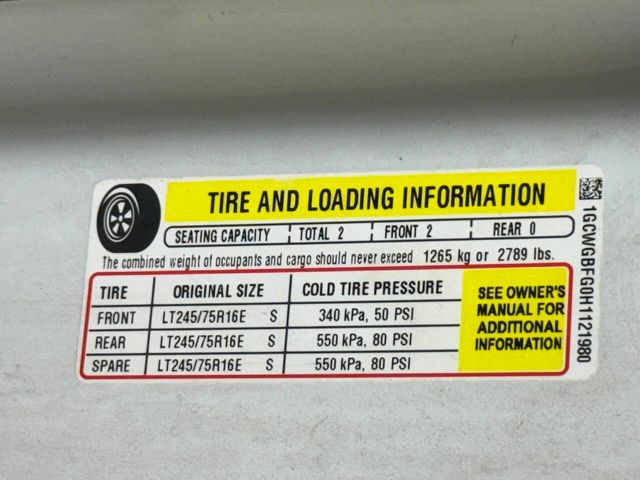 TIRE AND LOADING INFORMATION
SEATING CAPACITY TOTAL 2 FRONT 2 REAR 0
The combined weight of occupants and cargo should never exceed 1265 kg or 2789 lbs.
TIRE ORIGINAL SIZE COLD TIRE PRESSURE
FRONT LT245/75R16E S 340 kPa, 50 PSI
REAR LT245/75R16E S 550 kPa, 80 PSI
SPARE LT245/75R16E S 550 kPa, 80 PSI
SEE OWNER'S
MANUAL FOR
ADDITIONAL
INFORMATION
1GCWGBFG0H1121980